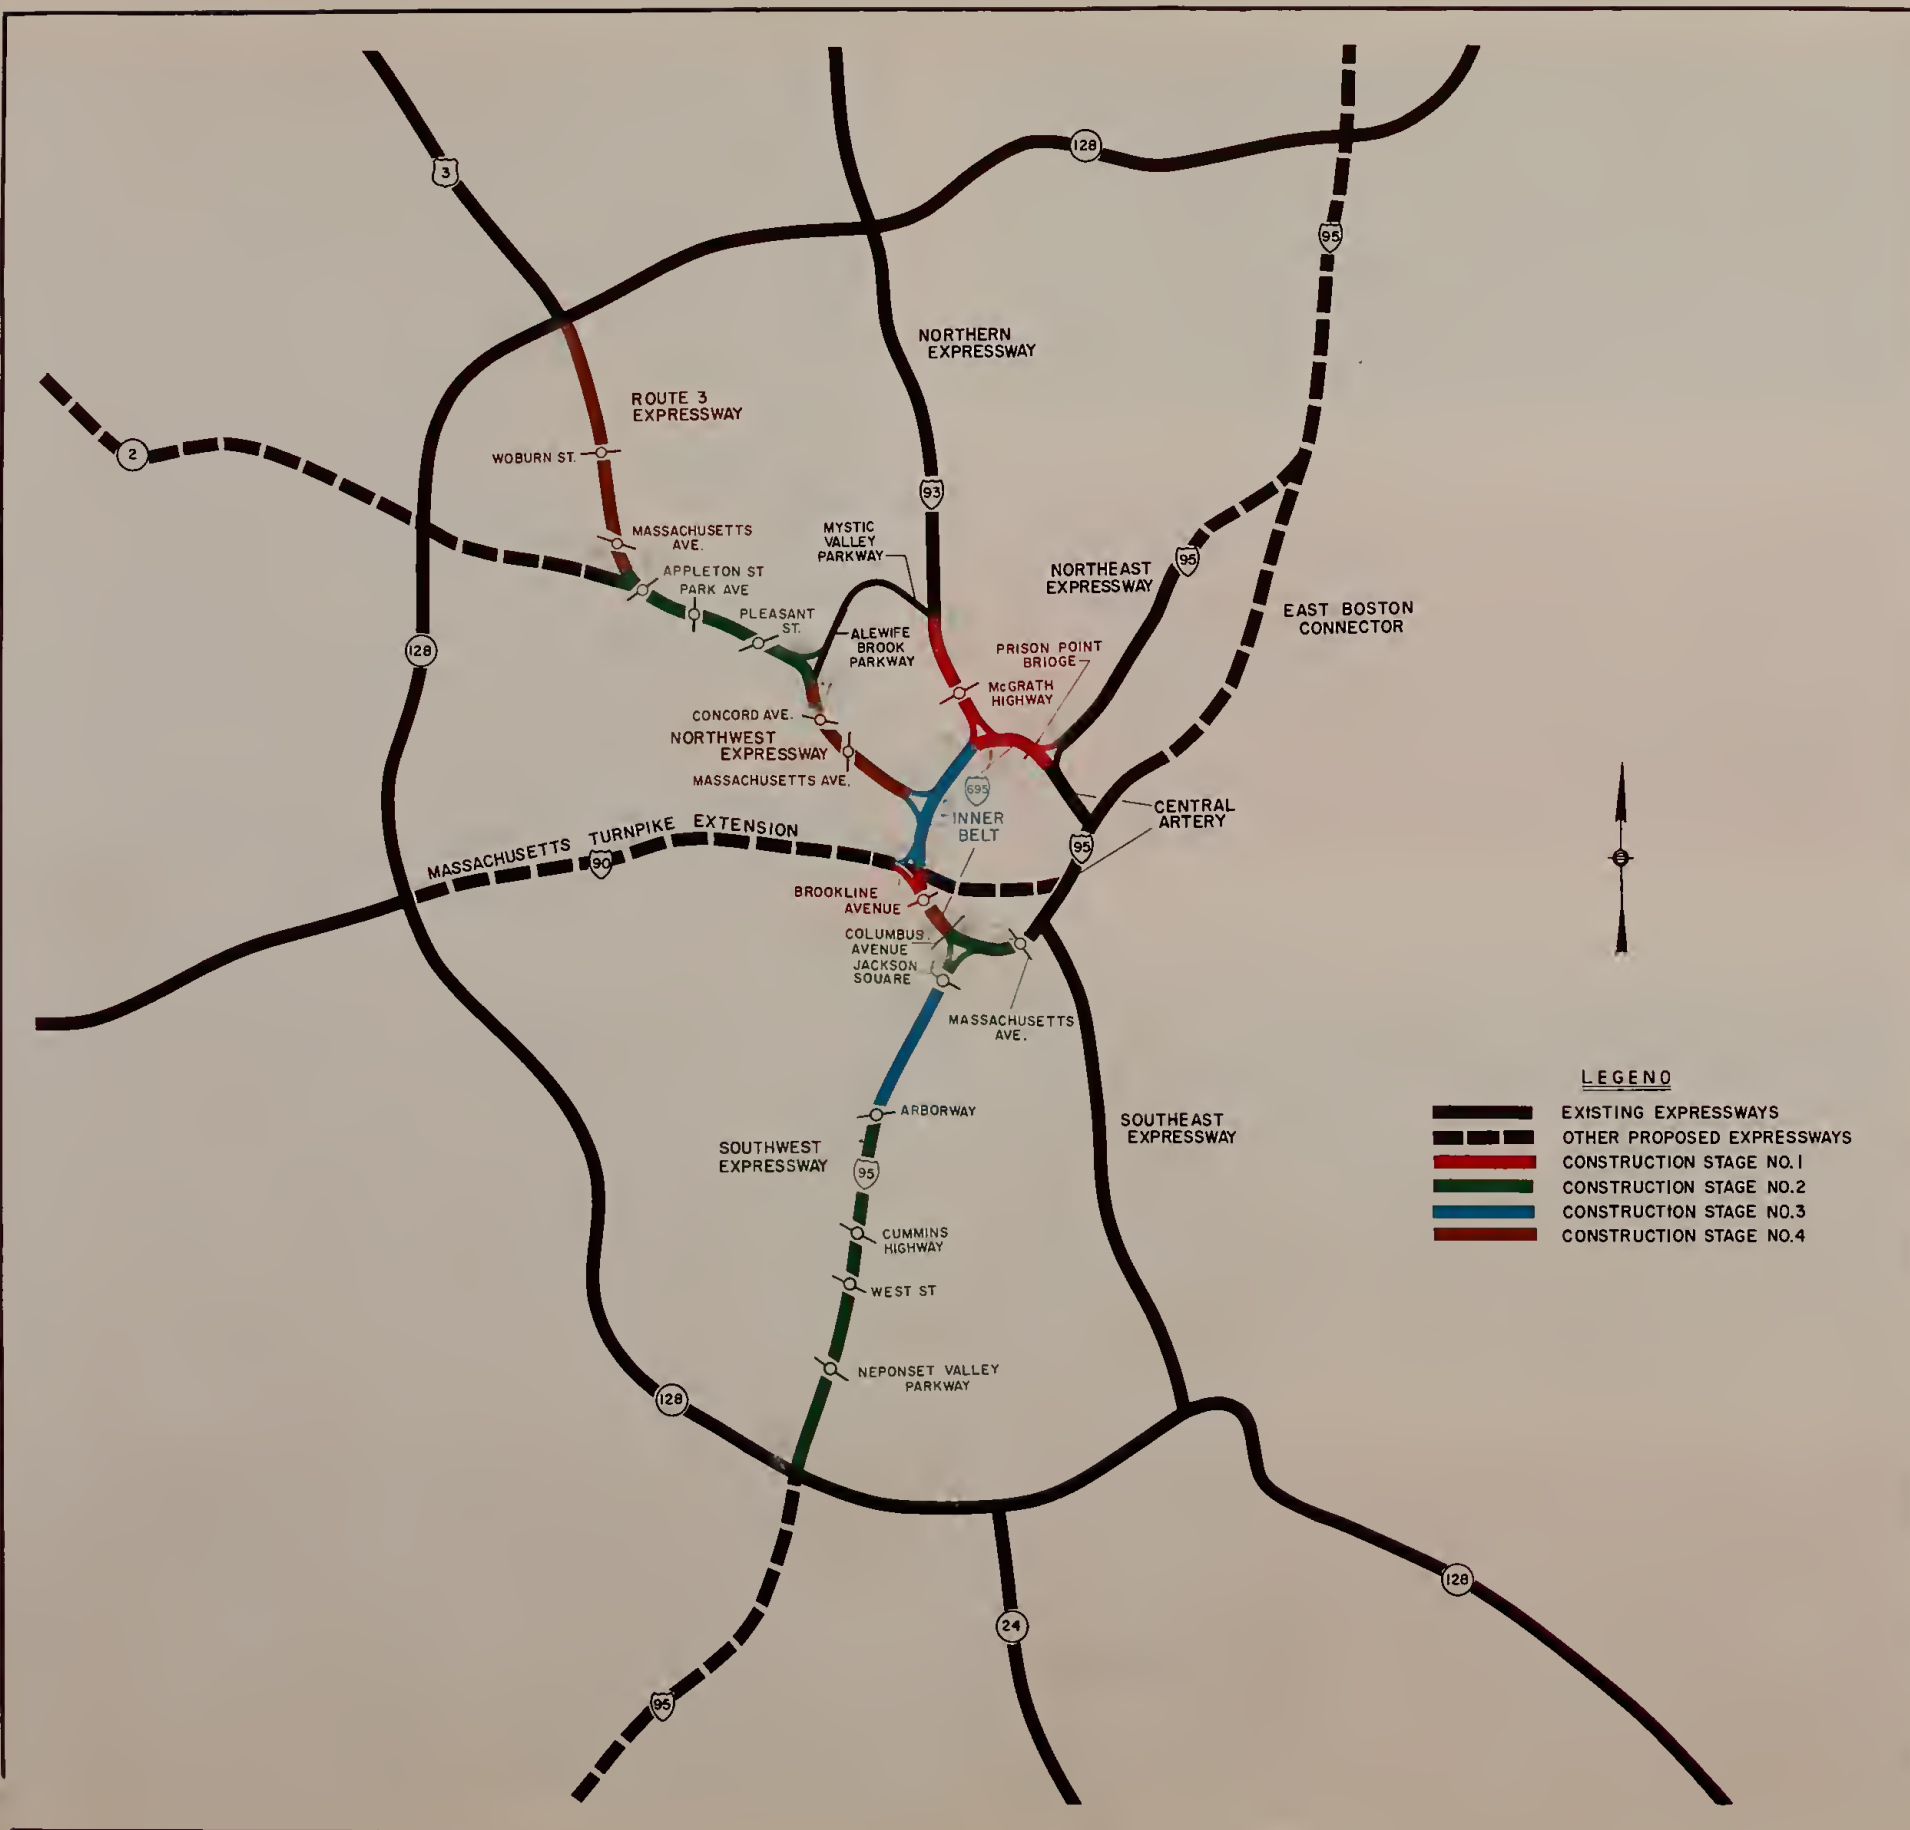 3
128
95
NORTHERN
EXPRESSWAY
ROUTE 3
EXPRESSWAY
2
WOBURN ST.
93
MASSACHUSETTS
AVE.
MYSTIC
VALLEY
PARKWAY
APPLETON ST
PARK AVE
PLEASANT
ST.
ALEWIFE
BROOK
PARKWAY
NORTHEAST
EXPRESSWAY
95
EAST BOSTON
CONNECTOR
128
PRISON POINT
BRIDGE
McGRATH
HIGHWAY
CONCORD AVE.
NORTHWEST
EXPRESSWAY
MASSACHUSETTS AVE.
695
INNER
BELT
CENTRAL
ARTERY
95
MASSACHUSETTS TURNPIKE EXTENSION
90
BROOKLINE
AVENUE
COLUMBUS
AVENUE
JACKSON
SQUARE
MASSACHUSETTS
AVE.
ARBORWAY
SOUTHWEST
EXPRESSWAY
95
SOUTHEAST
EXPRESSWAY
CUMMINS
HIGHWAY
WEST ST
NEPONSET VALLEY
PARKWAY
128
128
24
95
LEGEND
EXISTING EXPRESSWAYS
OTHER PROPOSED EXPRESSWAYS
CONSTRUCTION STAGE NO.1
CONSTRUCTION STAGE NO.2
CONSTRUCTION STAGE NO.3
CONSTRUCTION STAGE NO.4